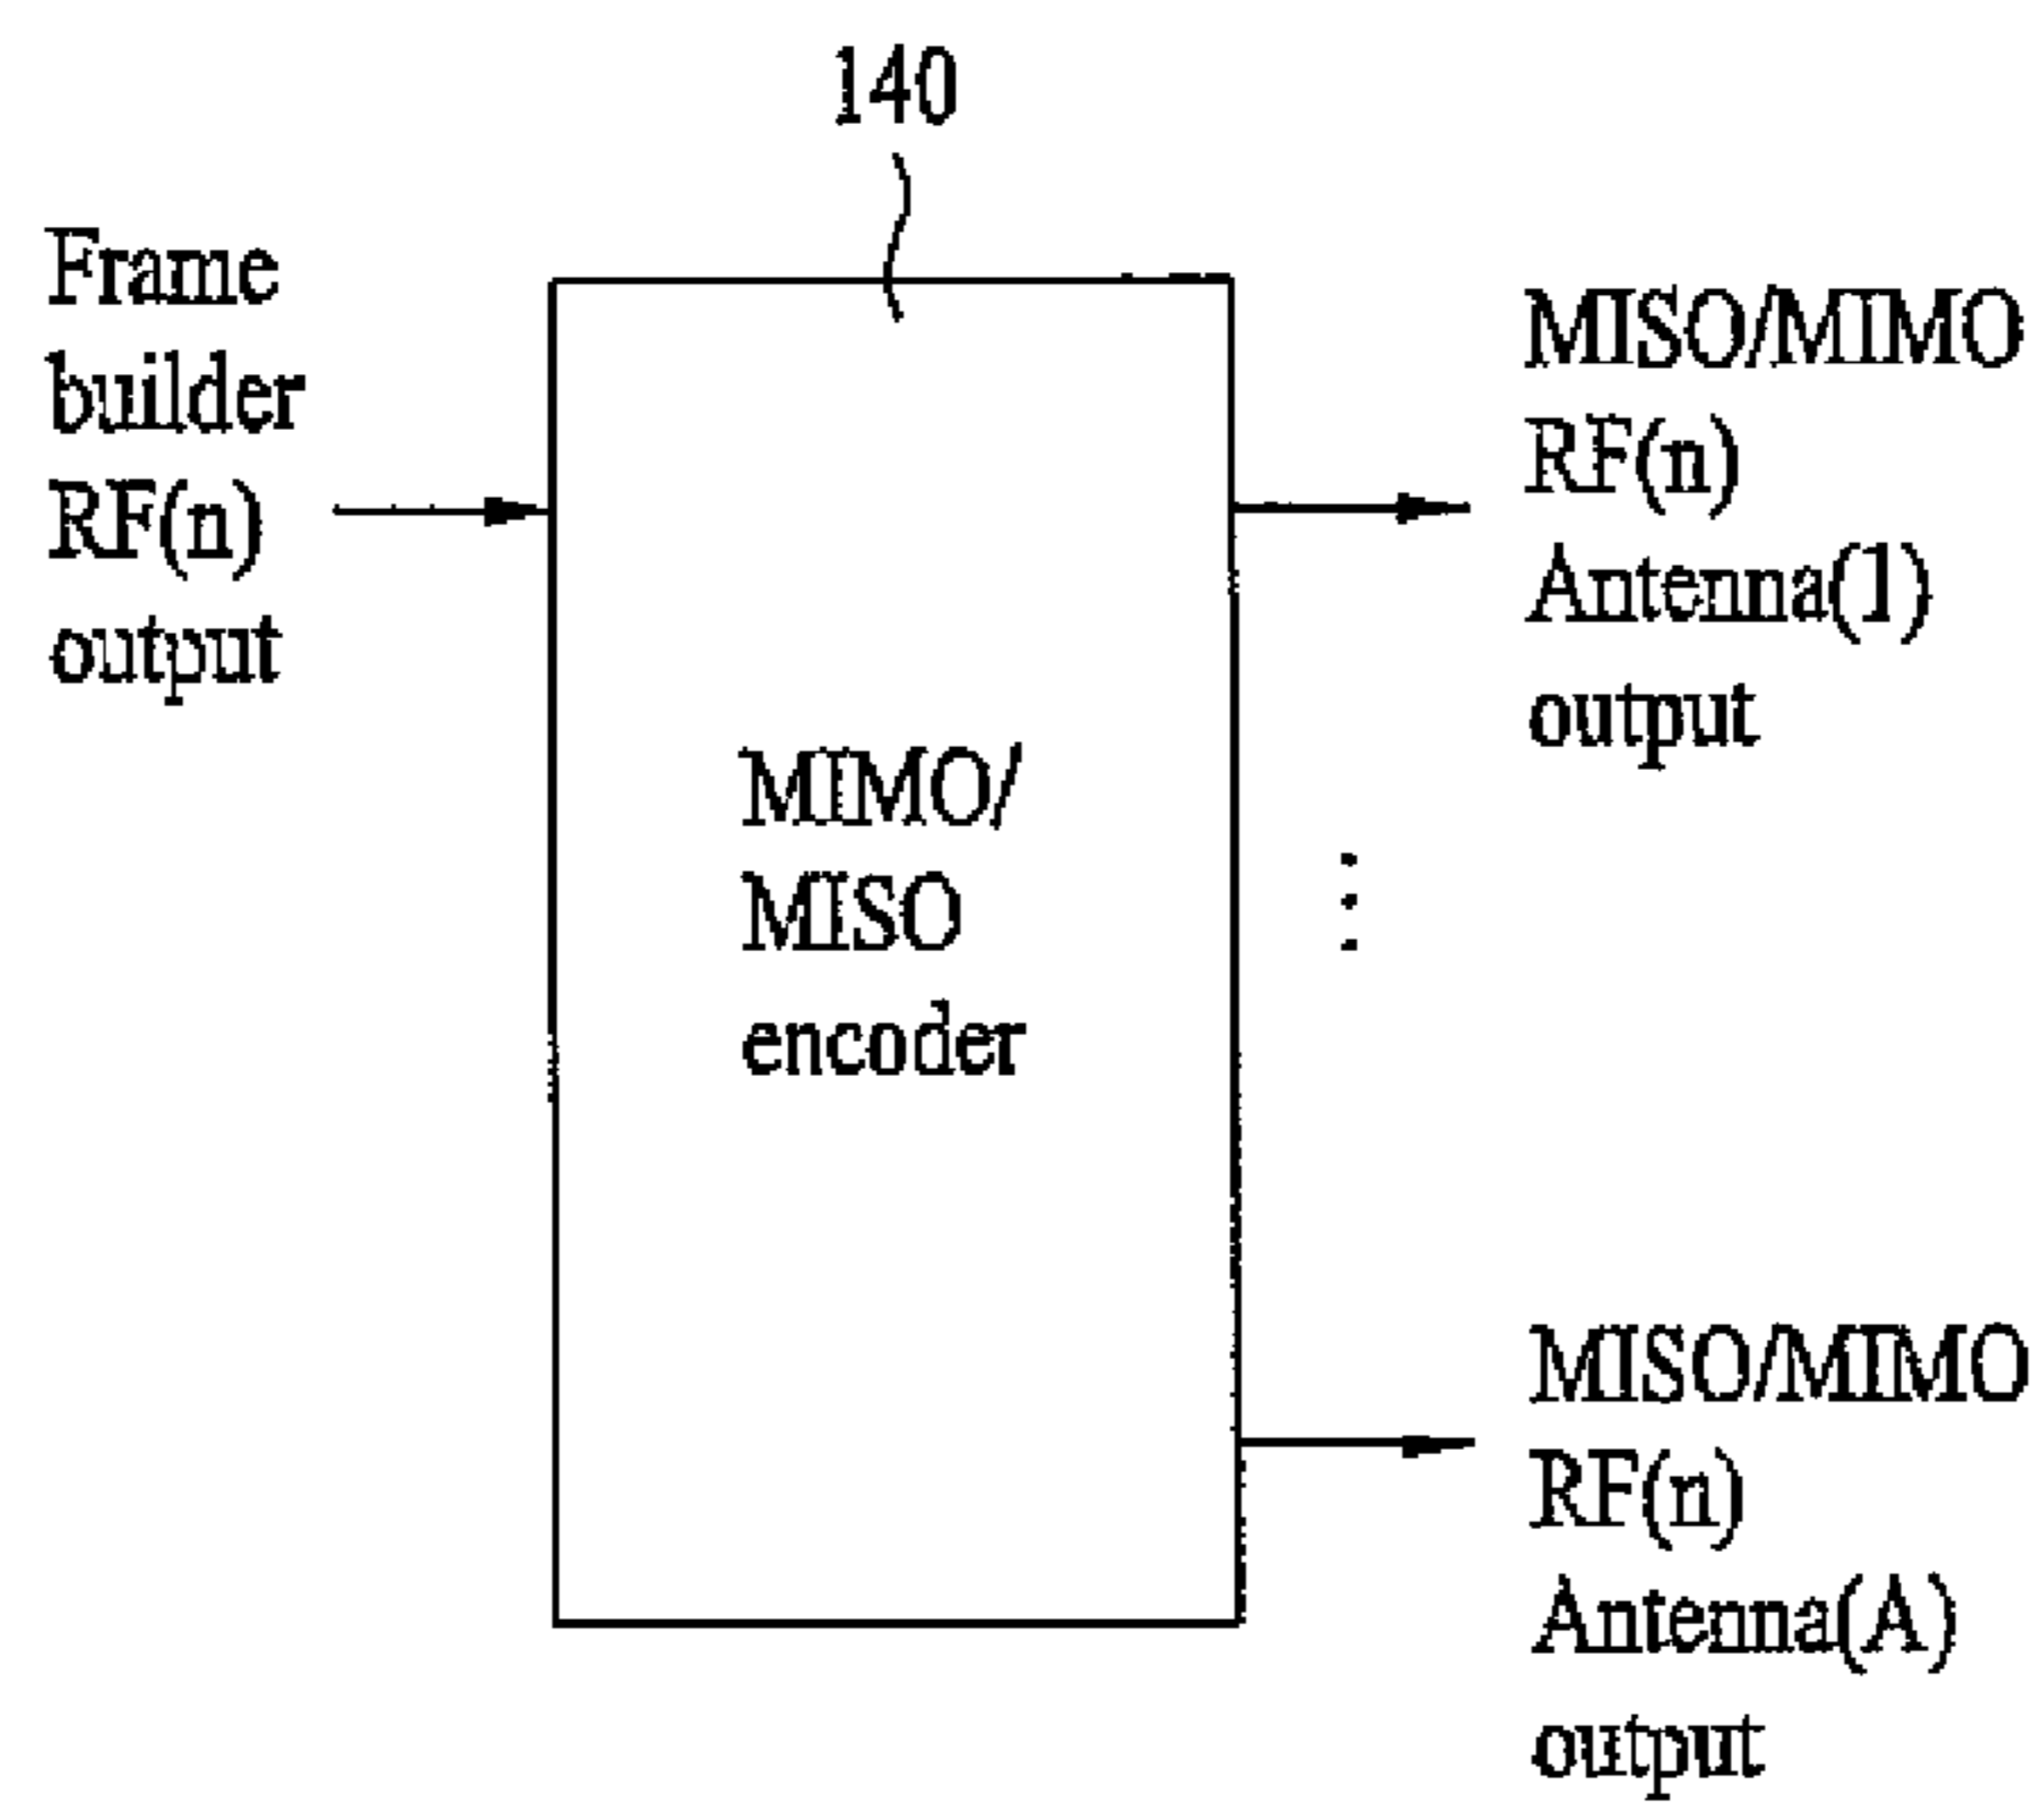 140
Frame
builder
RF(n)
output
MIMO/
MISO
encoder
MISO/MIMO
RF(n)
Antenna(1)
output
MISO/MIMO
RF(n)
Antenna(A)
output